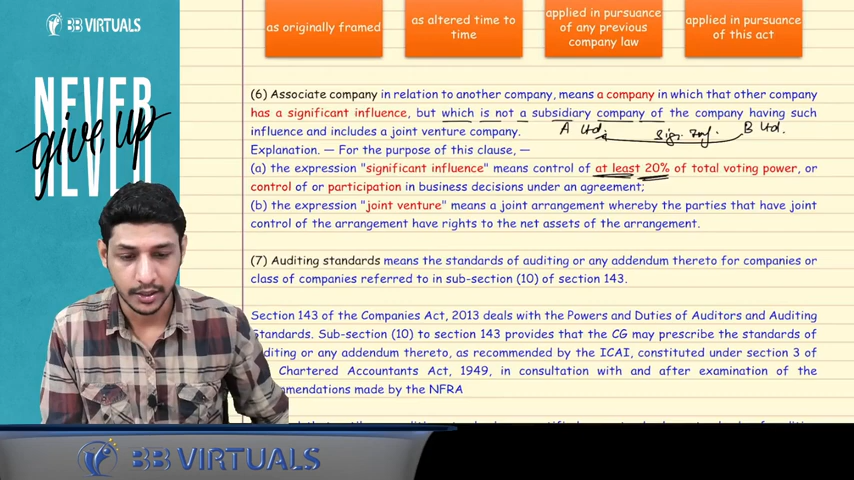 BB VIRTUALS
NEVER
give up
NEVER
as originally framed
as altered time to
time
applied in pursuance
of any previous
company law
applied in pursuance
of this act
(6) Associate company in relation to another company, means a company in which that other company
has a significant influence, but which is not a subsidiary company of the company having such
influence and includes a joint venture company.
A Ltd. Sig. Inf. B Ltd.
Explanation. — For the purpose of this clause, —
(a) the expression "significant influence" means control of at least 20% of total voting power, or
control of or participation in business decisions under an agreement;
(b) the expression "joint venture" means a joint arrangement whereby the parties that have joint
control of the arrangement have rights to the net assets of the arrangement.
(7) Auditing standards means the standards of auditing or any addendum thereto for companies or
class of companies referred to in sub-section (10) of section 143.
Section 143 of the Companies Act, 2013 deals with the Powers and Duties of Auditors and Auditing
Standards. Sub-section (10) to section 143 provides that the CG may prescribe the standards of
diting or any addendum thereto, as recommended by the ICAI, constituted under section 3 of
Chartered Accountants Act, 1949, in consultation with and after examination of the
mmendations made by the NFRA
BB VIRTUALS